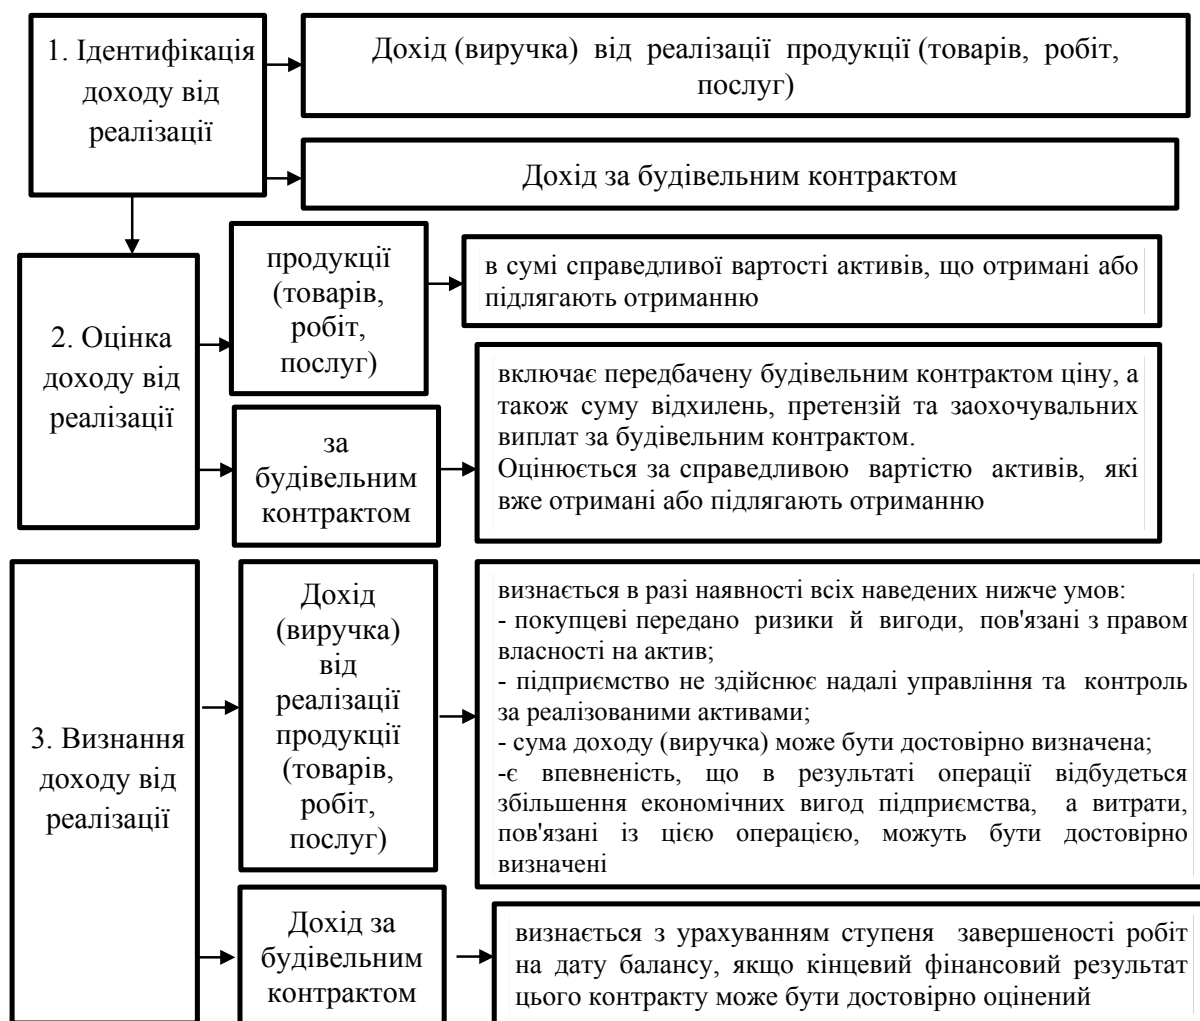 1. Ідентифікація
доходу від
реалізації
Дохід (виручка) від реалізації продукції (товарів, робіт,
послуг)
Дохід за будівельним контрактом
2. Оцінка
доходу від
реалізації
продукції
(товарів,
робіт,
послуг)
в сумі справедливої вартості активів, що отримані або
підлягають отриманню
за
будівельним
контрактом
включає передбачену будівельним контрактом ціну, а
також суму відхилень, претензій та заохочувальних
виплат за будівельним контрактом.
Оцінюється за справедливою вартістю активів, які
вже отримані або підлягають отриманню
3. Визнання
доходу від
реалізації
Дохід
(виручка)
від
реалізації
продукції
(товарів,
робіт,
послуг)
визнається в разі наявності всіх наведених нижче умов:
- покупцеві передано ризики й вигоди, пов'язані з правом
власності на актив;
- підприємство не здійснює надалі управління та контроль
за реалізованими активами;
- сума доходу (виручка) може бути достовірно визначена;
-є впевненість, що в результаті операції відбудеться
збільшення економічних вигод підприємства, а витрати,
пов'язані із цією операцією, можуть бути достовірно
визначені
Дохід за
будівельним
контрактом
визнається з урахуванням ступеня завершеності робіт
на дату балансу, якщо кінцевий фінансовий результат
цього контракту може бути достовірно оцінений